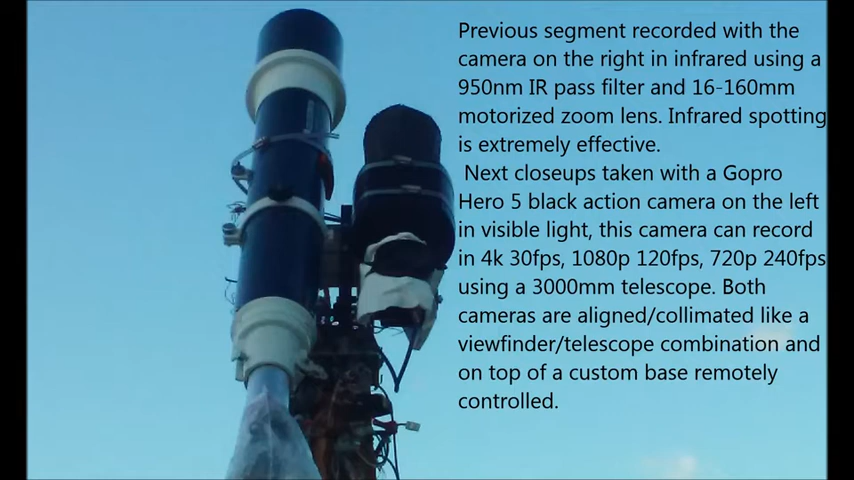 Previous segment recorded with the
camera on the right in infrared using a
950nm IR pass filter and 16-160mm
motorized zoom lens. Infrared spotting
is extremely effective.
Next closeups taken with a Gopro
Hero 5 black action camera on the left
in visible light, this camera can record
in 4k 30fps, 1080p 120fps, 720p 240fps
using a 3000mm telescope. Both
cameras are aligned/collimated like a
viewfinder/telescope combination and
on top of a custom base remotely
controlled.